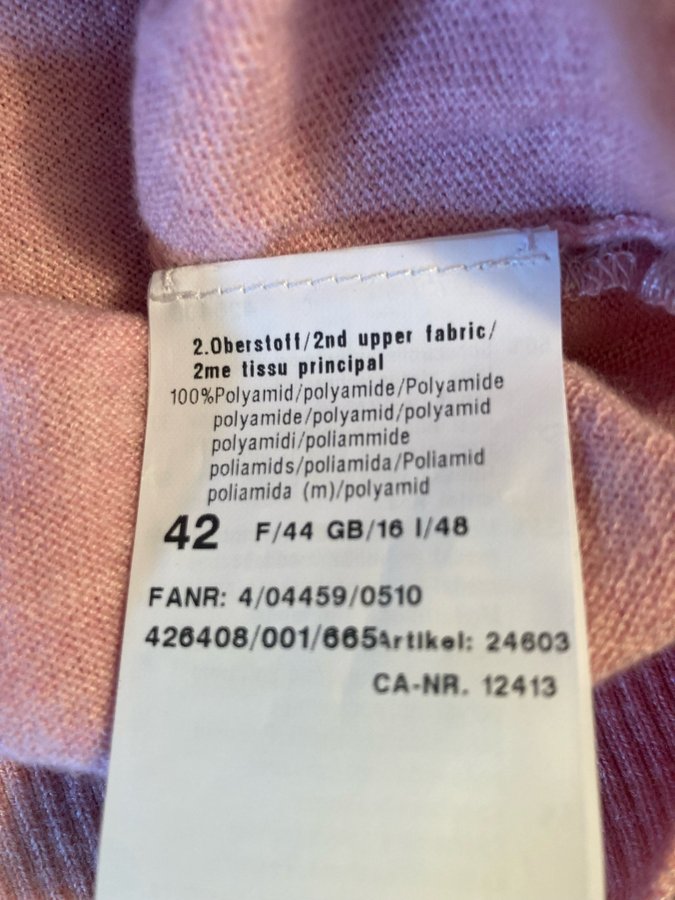 2.Oberstoff/2nd upper fabric/
2me tissu principal
100%Polyamid/polyamide/Polyamide
polyamide/polyamid/polyamid
polyamidi/poliammide
poliamids/poliamida/Poliamid
poliamida (m)/polyamid
42 F/44 GB/16 I/48
FANR: 4/04459/0510
426408/001/665Artikel: 24603
CA-NR. 12413